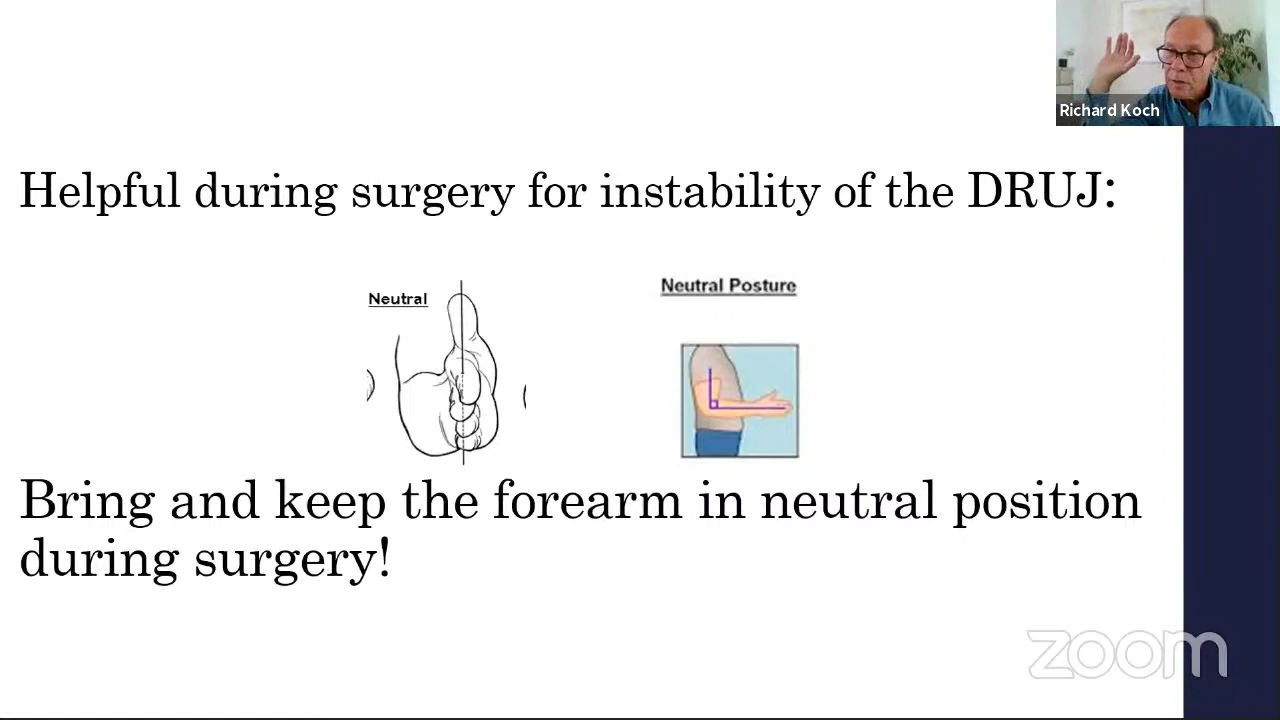 Richard Koch
Helpful during surgery for instability of the DRUJ:
Neutral
Neutral Posture
Bring and keep the forearm in neutral position
during surgery!
zoom